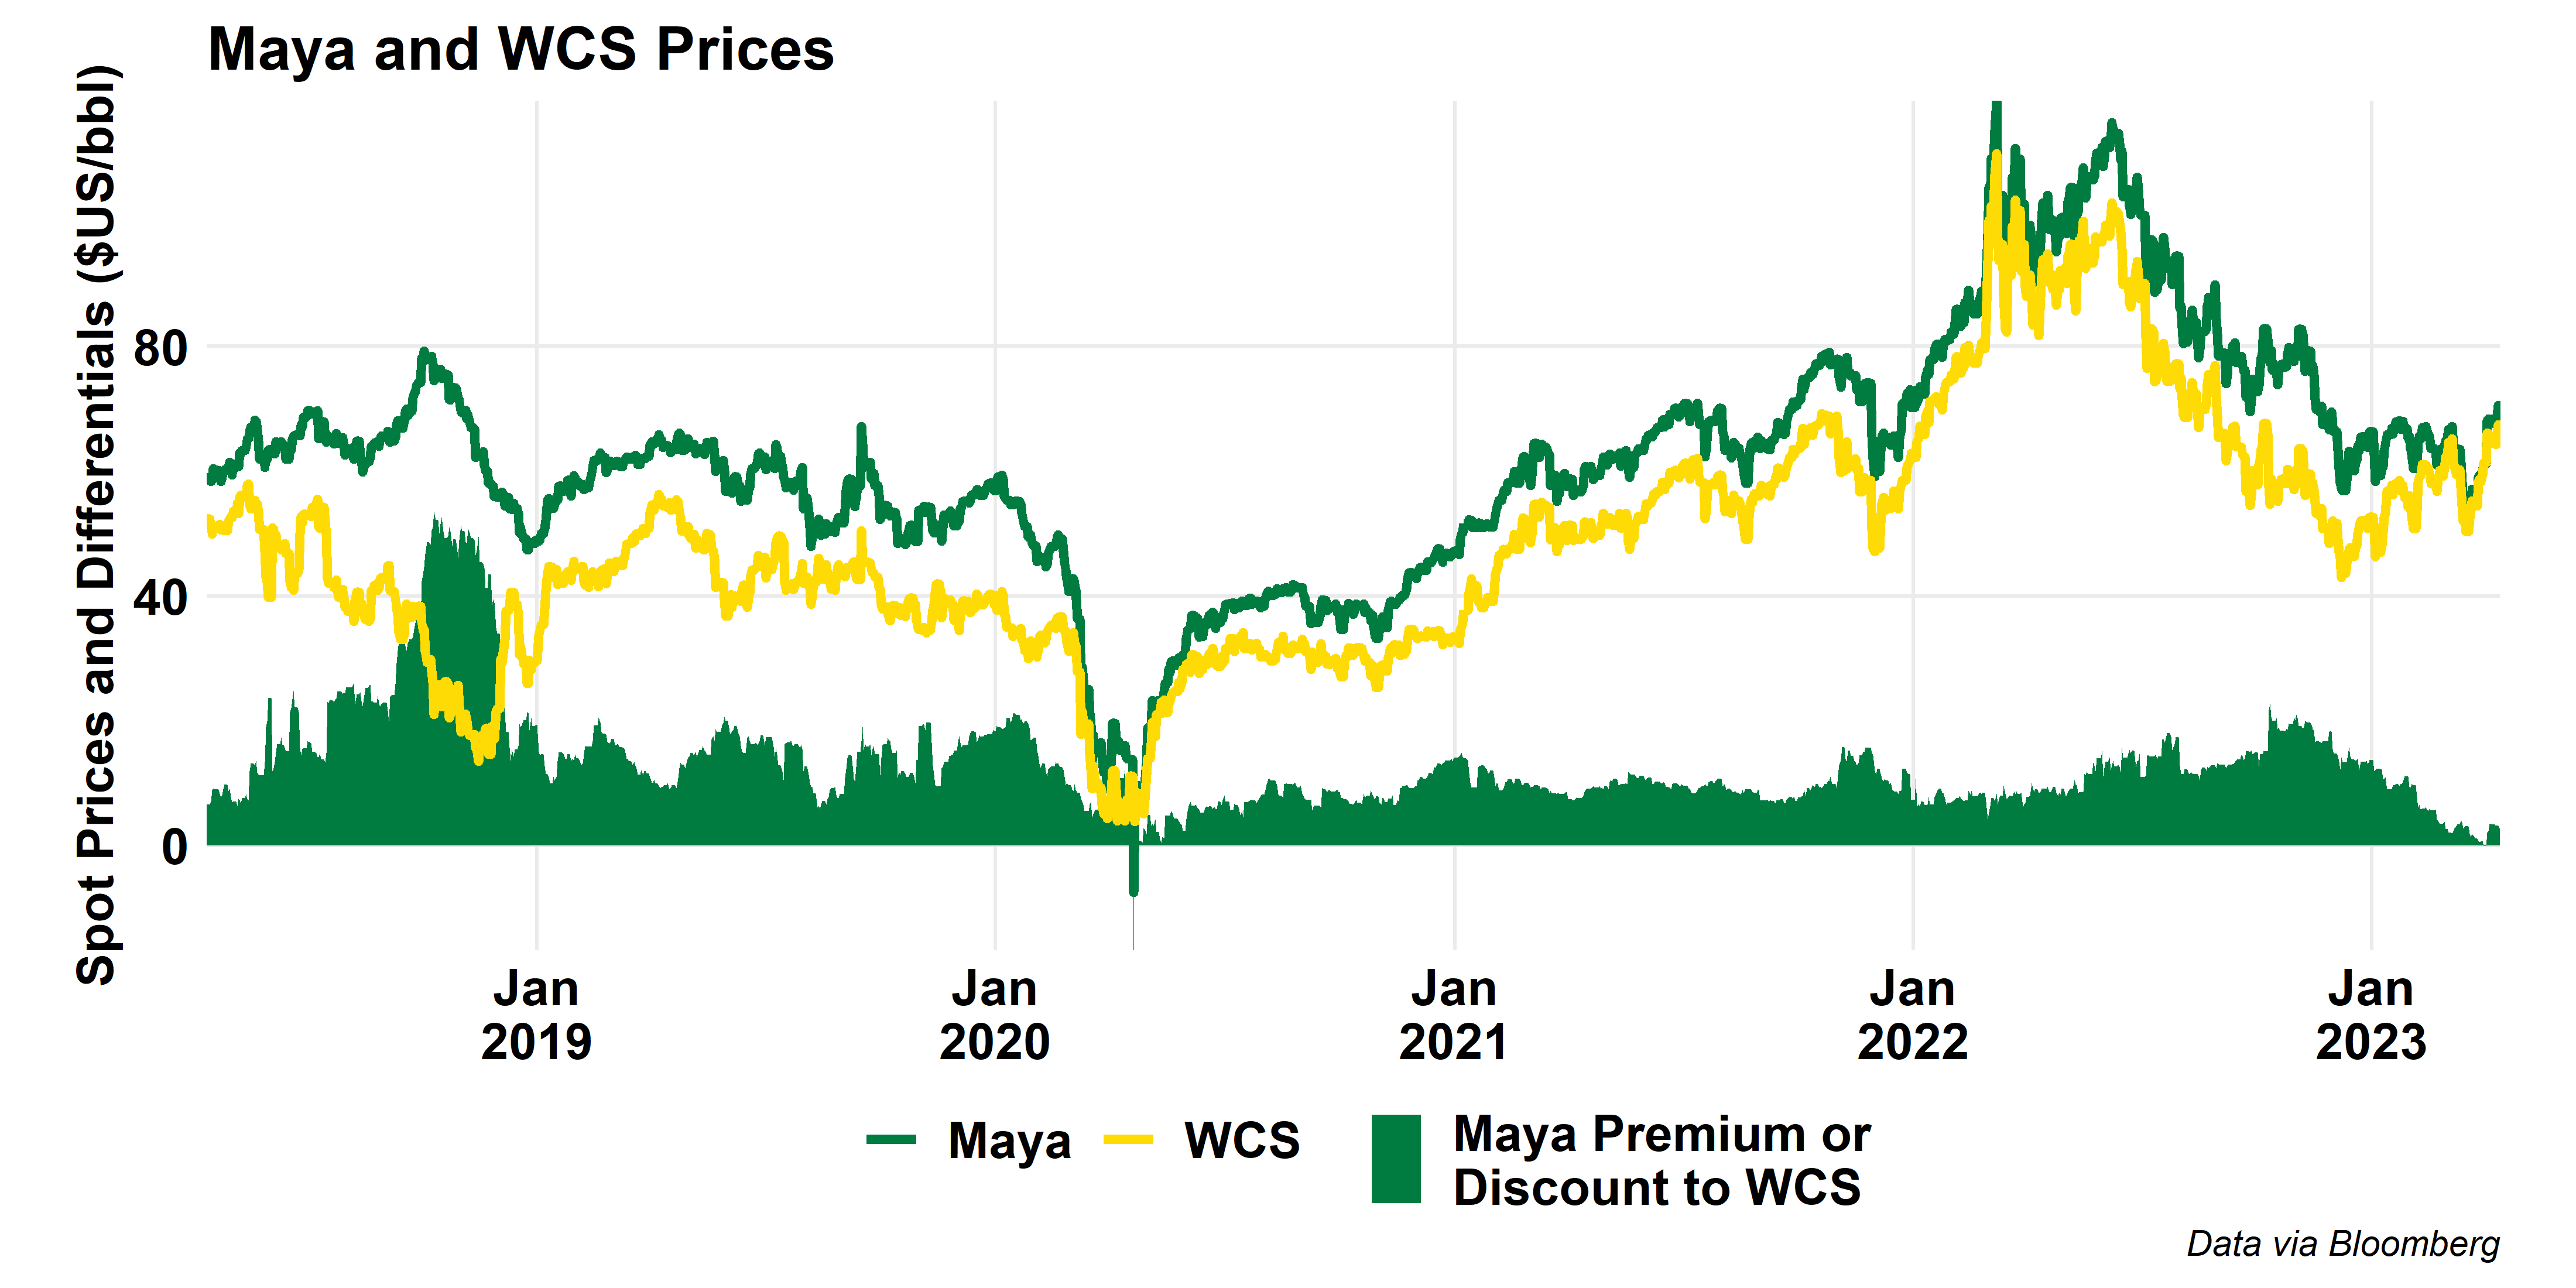 Maya and WCS Prices
Spot Prices and Differentials ($US/bbl)
80
40
0
Jan
2019
Jan
2020
Jan
2021
Jan
2022
Jan
2023
Maya
WCS
Maya Premium or
Discount to WCS
Data via Bloomberg